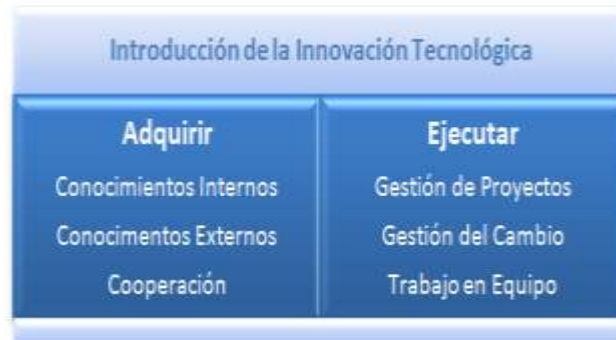 Introducción de la Innovación Tecnológica
Adquirir
Conocimientos Internos
Conocimentos Externos
Cooperación
Ejecutar
Gestión de Proyectos
Gestión del Cambio
Trabajo en Equipo